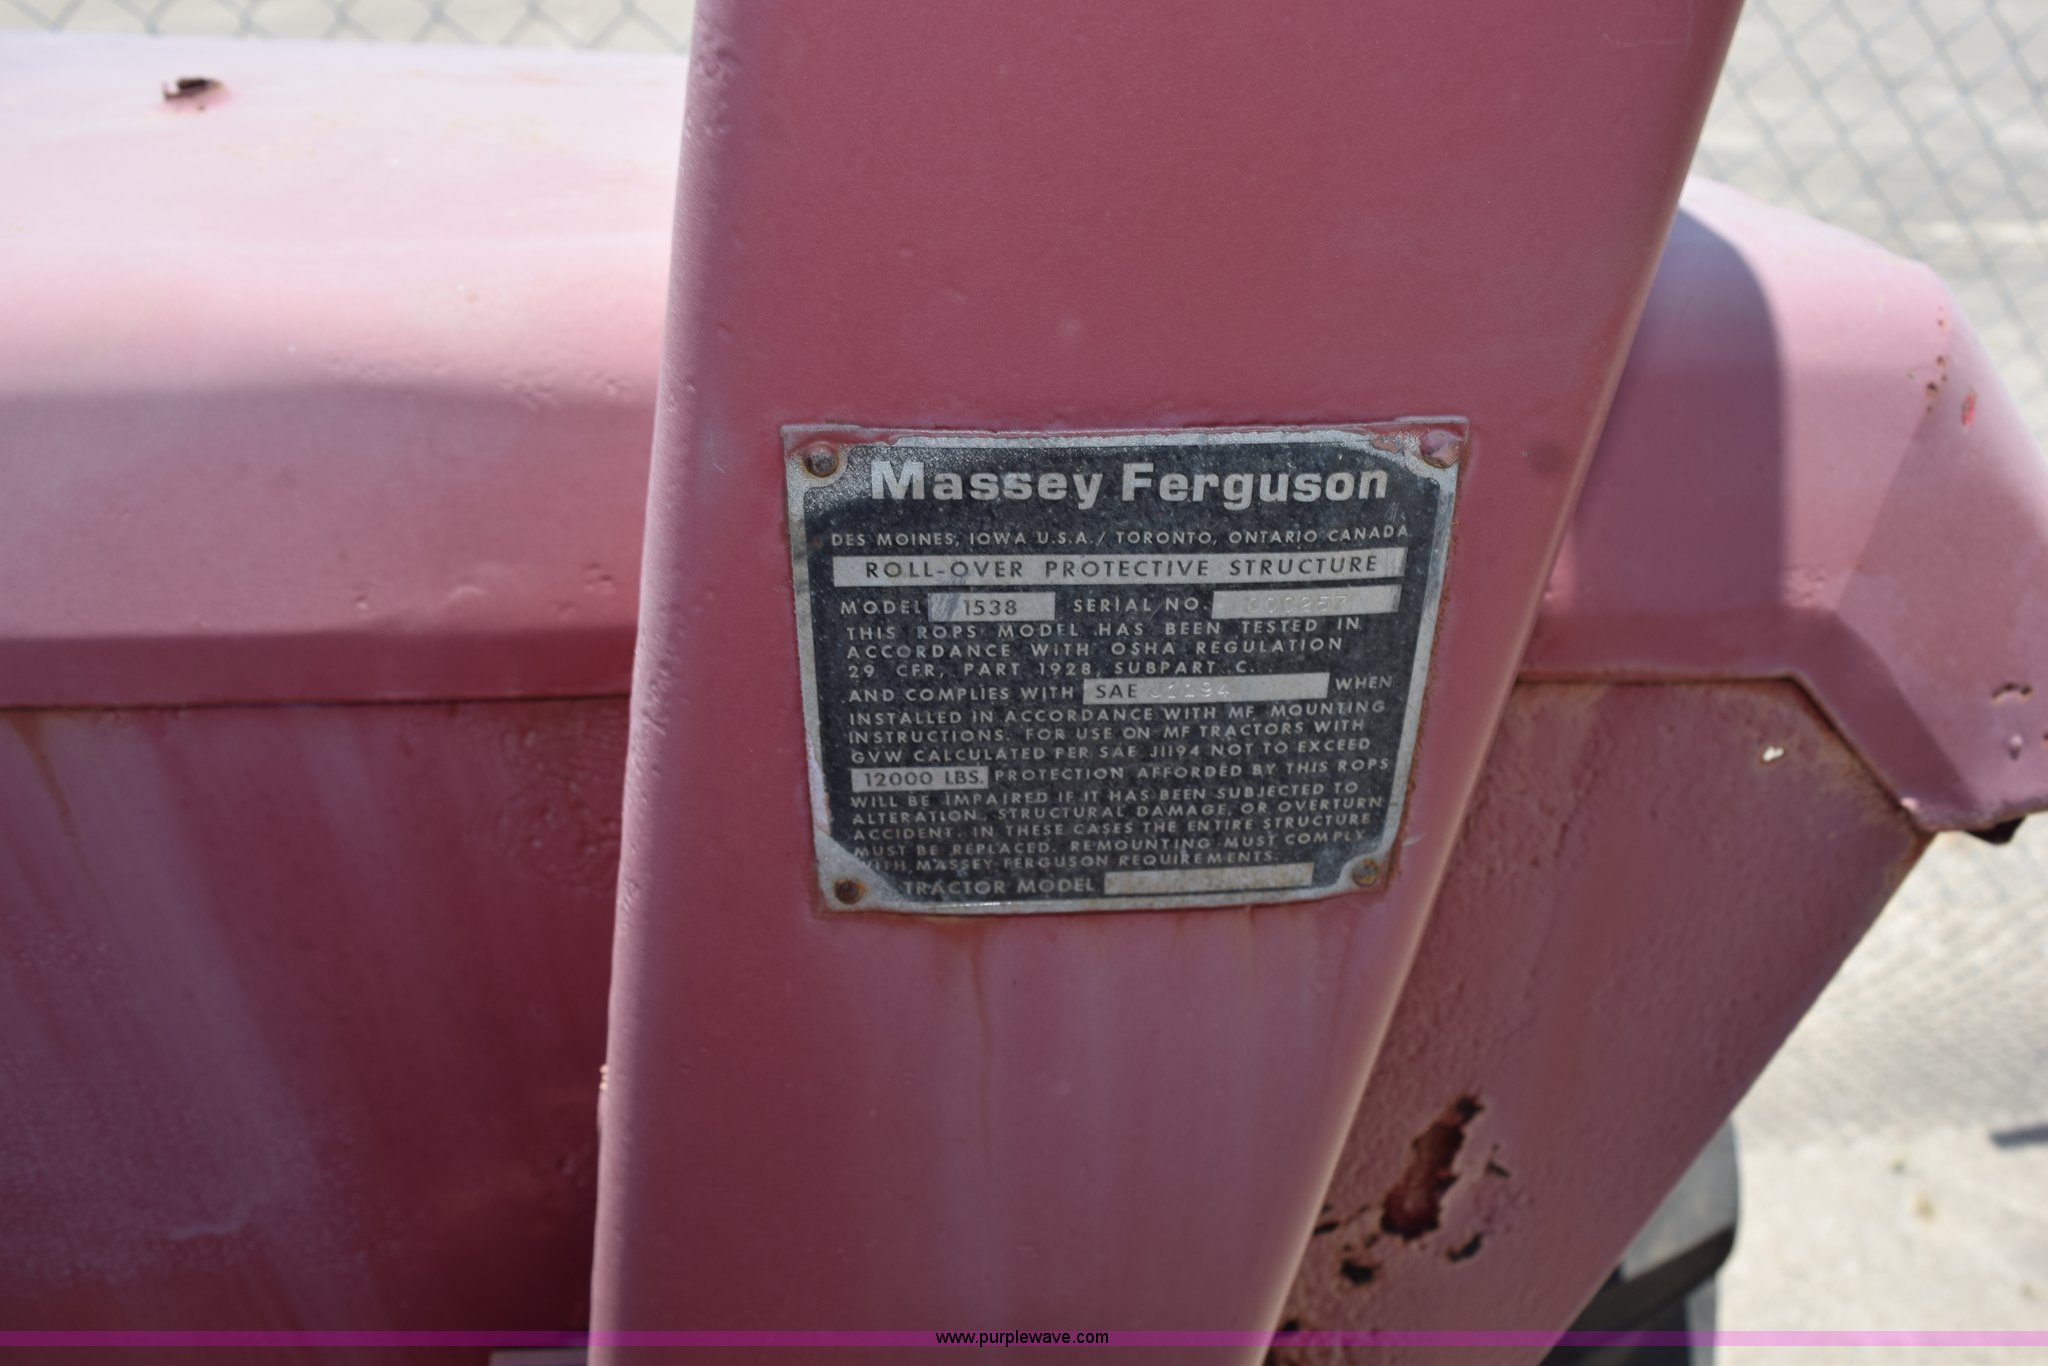 Massey Ferguson
DES MOINES, IOWA U.S.A. / TORONTO, ONTARIO CANADA
ROLL-OVER PROTECTIVE STRUCTURE
MODEL 1538 SERIAL NO. 000257
THIS ROPS MODEL HAS BEEN TESTED IN
ACCORDANCE WITH OSHA REGULATION
29 CFR, PART 1928, SUBPART C.
AND COMPLIES WITH SAE J1194 WHEN
INSTALLED IN ACCORDANCE WITH MF MOUNTING
INSTRUCTIONS. FOR USE ON MF TRACTORS WITH
GVW CALCULATED PER SAE J1194 NOT TO EXCEED
12000 LBS. PROTECTION AFFORDED BY THIS ROPS
WILL BE IMPAIRED IF IT HAS BEEN SUBJECTED TO
ALTERATION, STRUCTURAL DAMAGE, OR OVERTURN
ACCIDENT. IN THESE CASES THE ENTIRE STRUCTURE
MUST BE REPLACED. REMOUNTING MUST COMPLY
WITH MASSEY FERGUSON REQUIREMENTS.
TRACTOR MODEL
www.purplewave.com